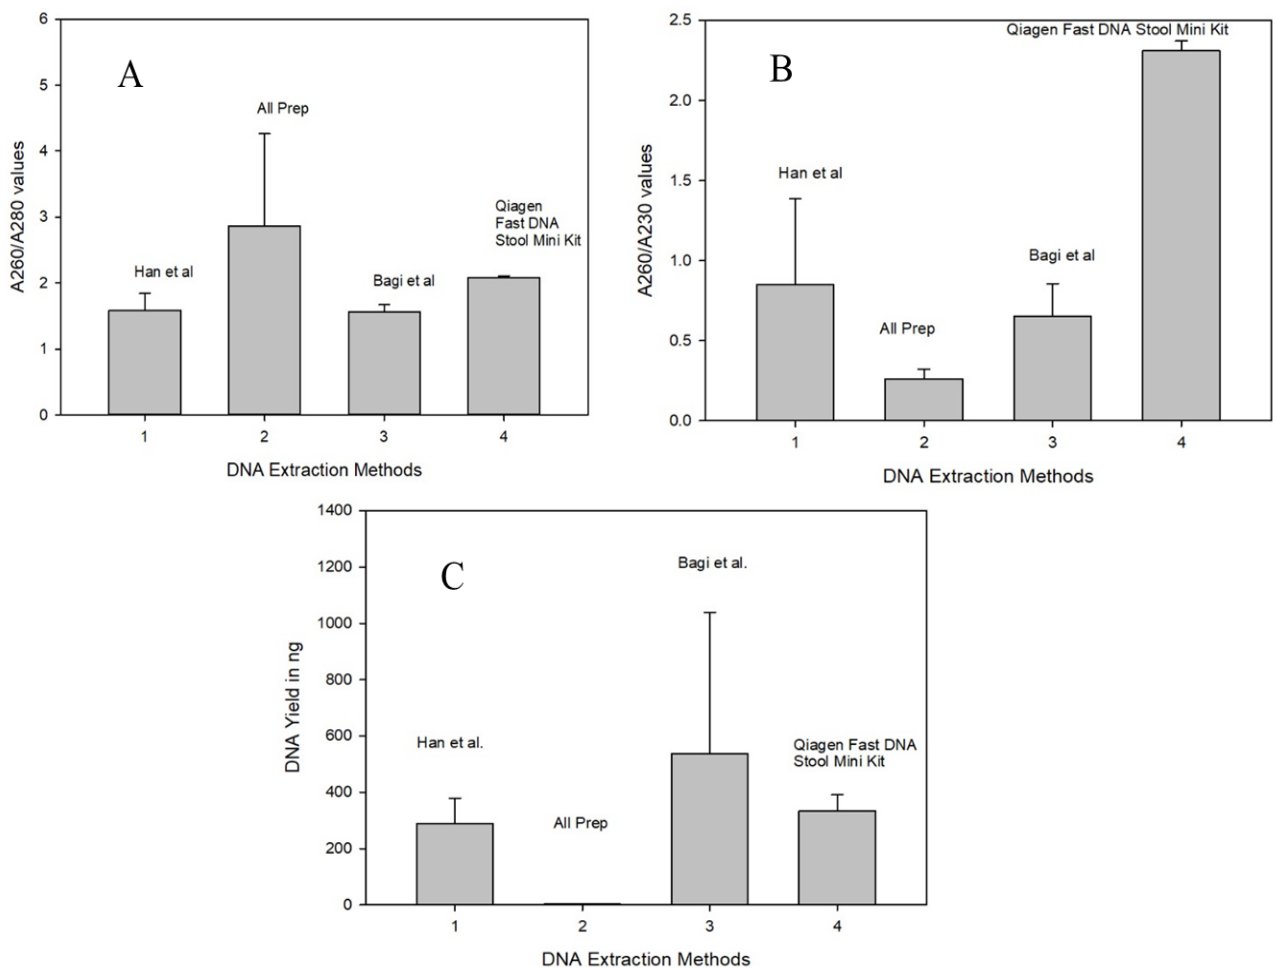 A
6
5
4
3
2
1
0
A260/A280 values
Han et al
All Prep
Bagi et al
Qiagen
Fast DNA
Stool Mini Kit
1 2 3 4
DNA Extraction Methods
B
2.5
2.0
1.5
1.0
0.5
0.0
A260/A230 values
Han et al
All Prep
Bagi et al
Qiagen Fast DNA Stool Mini Kit
1 2 3 4
DNA Extraction Methods
C
1400
1200
1000
800
600
400
200
0
DNA Yield in ng
Han et al.
All Prep
Bagi et al.
Qiagen Fast DNA
Stool Mini Kit
1 2 3 4
DNA Extraction Methods